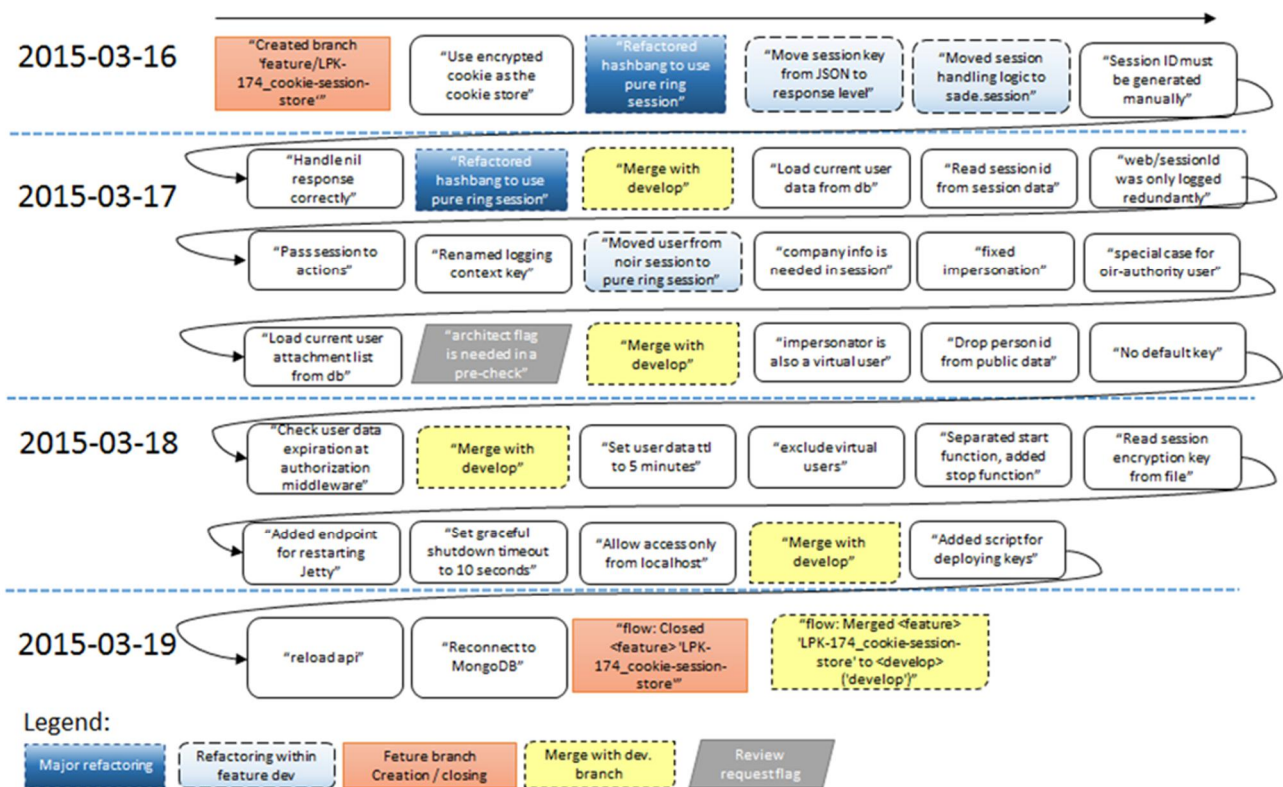 2015-03-16
“Created branch
‘feature/LPK-
174_cookie-session-
store‘”
“Use encrypted
cookie as the
cookie store”
“Refactored
hashbang to use
pure ring
session”
“Move session key
from JSON to
response level”
“Moved session
handling logic to
sade.session”
“Session ID must
be generated
manually”
2015-03-17
“Handle nil
response
correctly”
“Refactored
hashbang to use
pure ring session”
“Merge with
develop”
“Load current user
data from db”
“Read session id
from session data”
“web/sessionId
was only logged
redundantly”
“Pass session to
actions”
“Renamed logging
context key”
“Moved user from
noir session to
pure ring session”
“company info is
needed in session”
“fixed
impersonation”
“special case for
oir-authority user”
“Load current user
attachment list
from db”
“architect flag
is needed in a
pre-check”
“Merge with
develop”
“impersonator is
also a virtual user”
“Drop person id
from public data”
“No default key”
2015-03-18
“Check user data
expiration at
authorization
middleware”
“Merge with
develop”
“Set user data ttl
to 5 minutes”
“exclude virtual
users”
“Separated start
function, added
stop function”
“Read session
encryption key
from file”
“Added endpoint
for restarting
Jetty”
“Set graceful
shutdown timeout
to 10 seconds”
“Allow access only
from localhost”
“Merge with
develop”
“Added script for
deploying keys”
2015-03-19
“reload api”
“Reconnect to
MongoDB”
“flow: Closed
<feature> 'LPK-
174_cookie-session-
store'”
“flow: Merged <feature>
'LPK-174_cookie-session-
store' to <develop>
('develop')”
Legend:
Major refactoring
Refactoring within
feature dev
Feture branch
Creation / closing
Merge with dev.
branch
Review
request flag